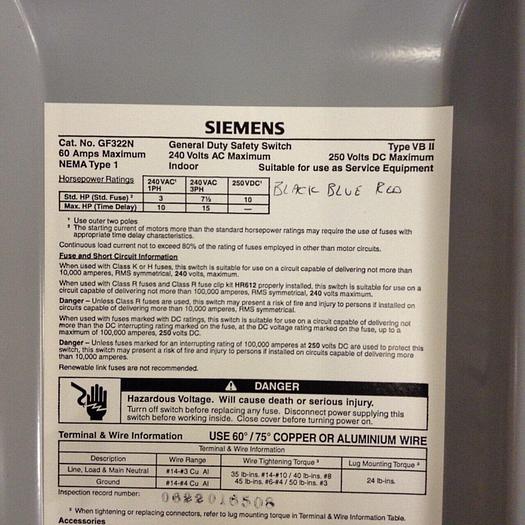 SIEMENS
Cat. No. GF322N General Duty Safety Switch Type VB II
60 Amps Maximum 240 Volts AC Maximum 250 Volts DC Maximum
NEMA Type 1 Indoor Suitable for use as Service Equipment
Horsepower Ratings 240 VAC¹ 1PH 240 VAC 3PH 250VDC¹ BLACK BLUE RED
Std. HP (Std. Fuse) ² 3 7½ 10
Max. HP (Time Delay) 10 15 —
¹ Use outer two poles
² The starting current of motors more than the standard horsepower ratings may require the use of fuses with
appropriate time delay characteristics.
Continuous load current not to exceed 80% of the rating of fuses employed in other than motor circuits.
Fuse and Short Circuit Information
When used with Class K or H fuses, this switch is suitable for use on a circuit capable of delivering not more than
10,000 amperes, RMS symmetrical, 240 volts, maximum.
When used with Class R fuses and Class R fuse clip kit HR612 properly installed, this switch is suitable for use on a
circuit capable of delivering not more than 100,000 amperes, RMS symmetrical, 240 volts maximum.
Danger – Unless Class R fuses are used, this switch may present a risk of fire and injury to persons if installed on
circuits capable of delivering more than 10,000 amperes, RMS symmetrical.
When used with fuses marked with DC ratings, this switch is suitable for use on a circuit capable of delivering not
more than the DC interrupting rating marked on the fuse, at the DC voltage rating marked on the fuse, up to a
maximum of 100,000 amperes, 250 volts DC.
Danger – Unless fuses marked for an interrupting rating of 100,000 amperes at 250 volts DC are used to protect this
switch, this switch may present a risk of fire and injury to persons if installed on circuits capable of delivering more
than 10,000 amperes.
Renewable link fuses are not recommended.
DANGER
Hazardous Voltage. Will cause death or serious injury.
Turrn off switch before replacing any fuse. Disconnect power supplying this
switch before working inside. Close cover before turning power on.
Terminal & Wire Information USE 60°/75° COPPER OR ALUMINIUM WIRE
Terminal & Wire Information
Description Wire Range Wire Tightening Torque ³ Lug Mounting Torque ³
Line, Load & Main Neutral #14-#3 Cu Al 35 lb-ins. #14-#10 / 40 lb-ins. #8
Ground #14-#4 Cu Al 45 lb-ins. #6-#4 / 50 lb-ins. #3 24 lb-ins.
Inspection record number:
³ When tightening or replacing connectors, refer to lug mounting torque in Terminal & Wire Information Table.
Accessories